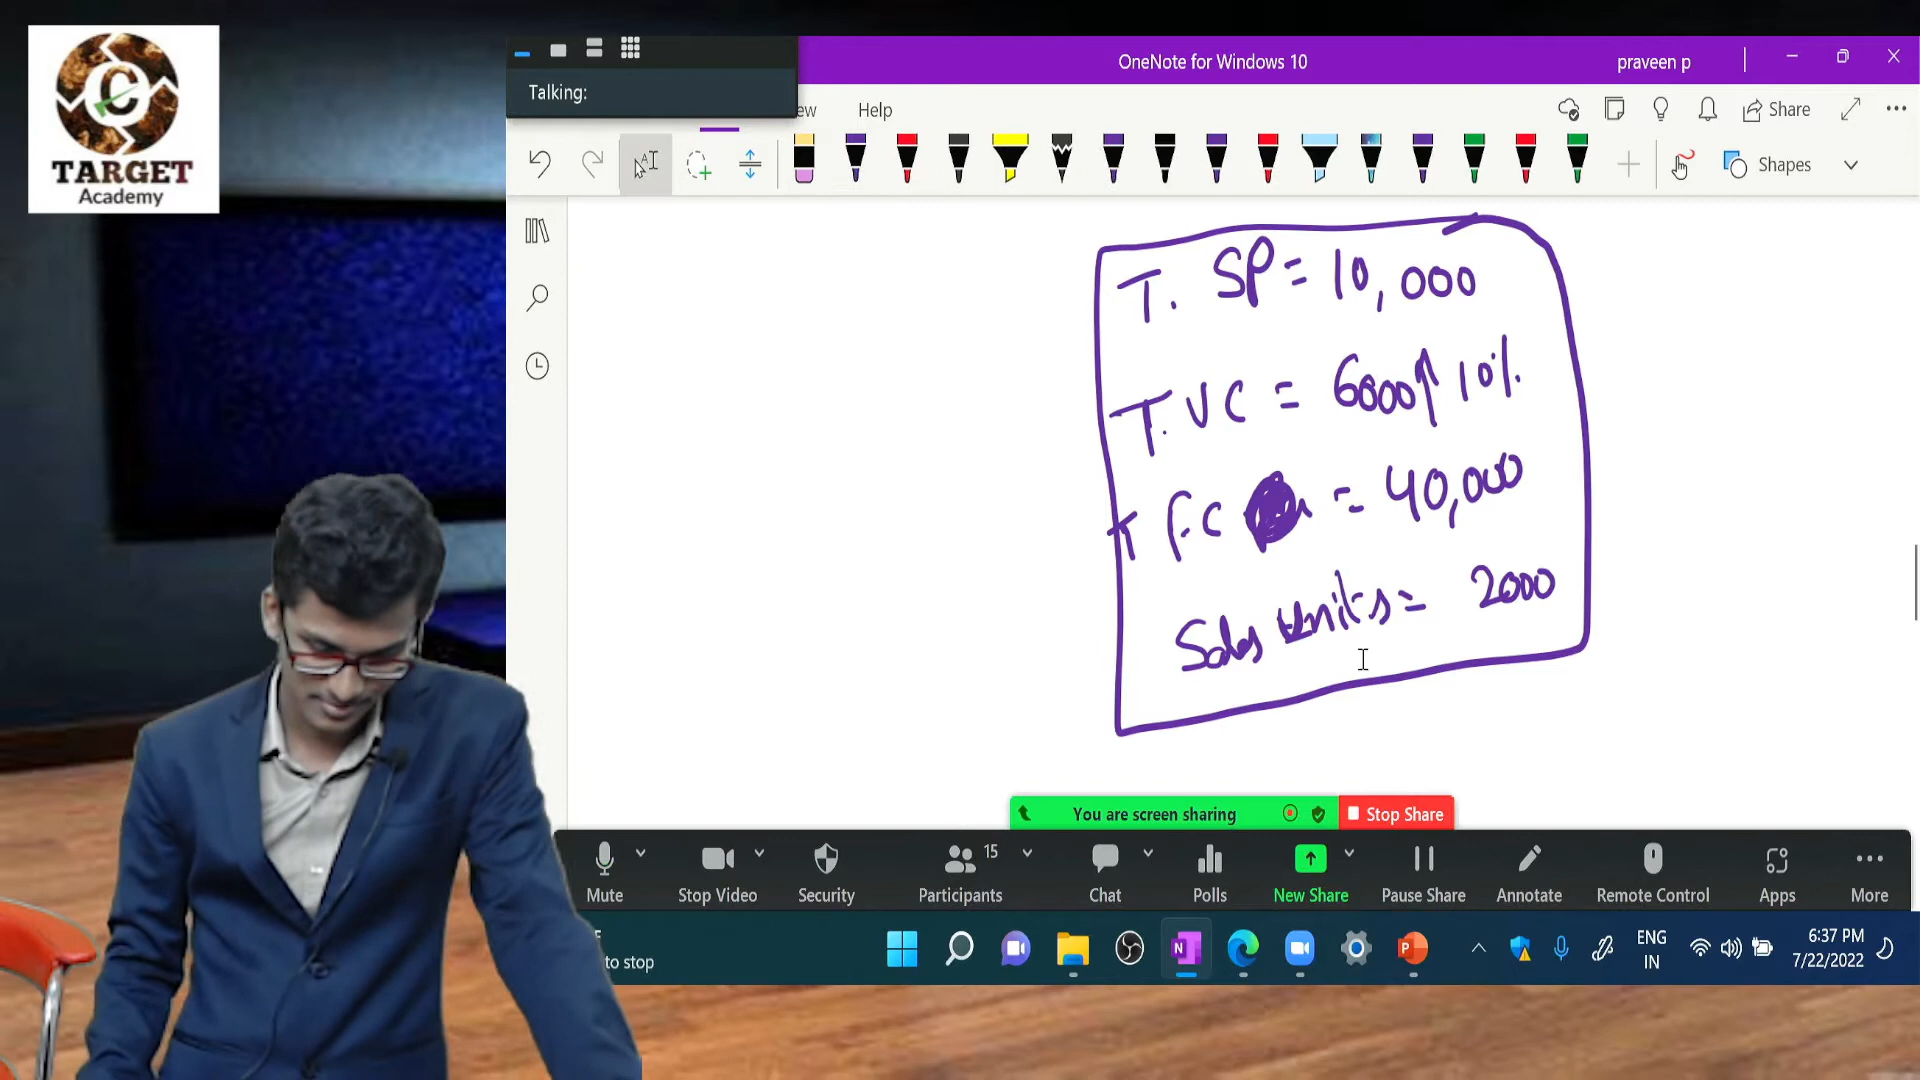 TARGET
Academy
Talking:
OneNote for Windows 10
praveen p
ew
Help
Share
Shapes
T. SP = 10,000
T. VC = 6000↑ 10%
T F.C = 40,000
Sales units = 2000
You are screen sharing
Stop Share
Mute
Stop Video
Security
15
Participants
Chat
Polls
New Share
Pause Share
Annotate
Remote Control
Apps
More
to stop
N
P
ENG
IN
6:37 PM
7/22/2022